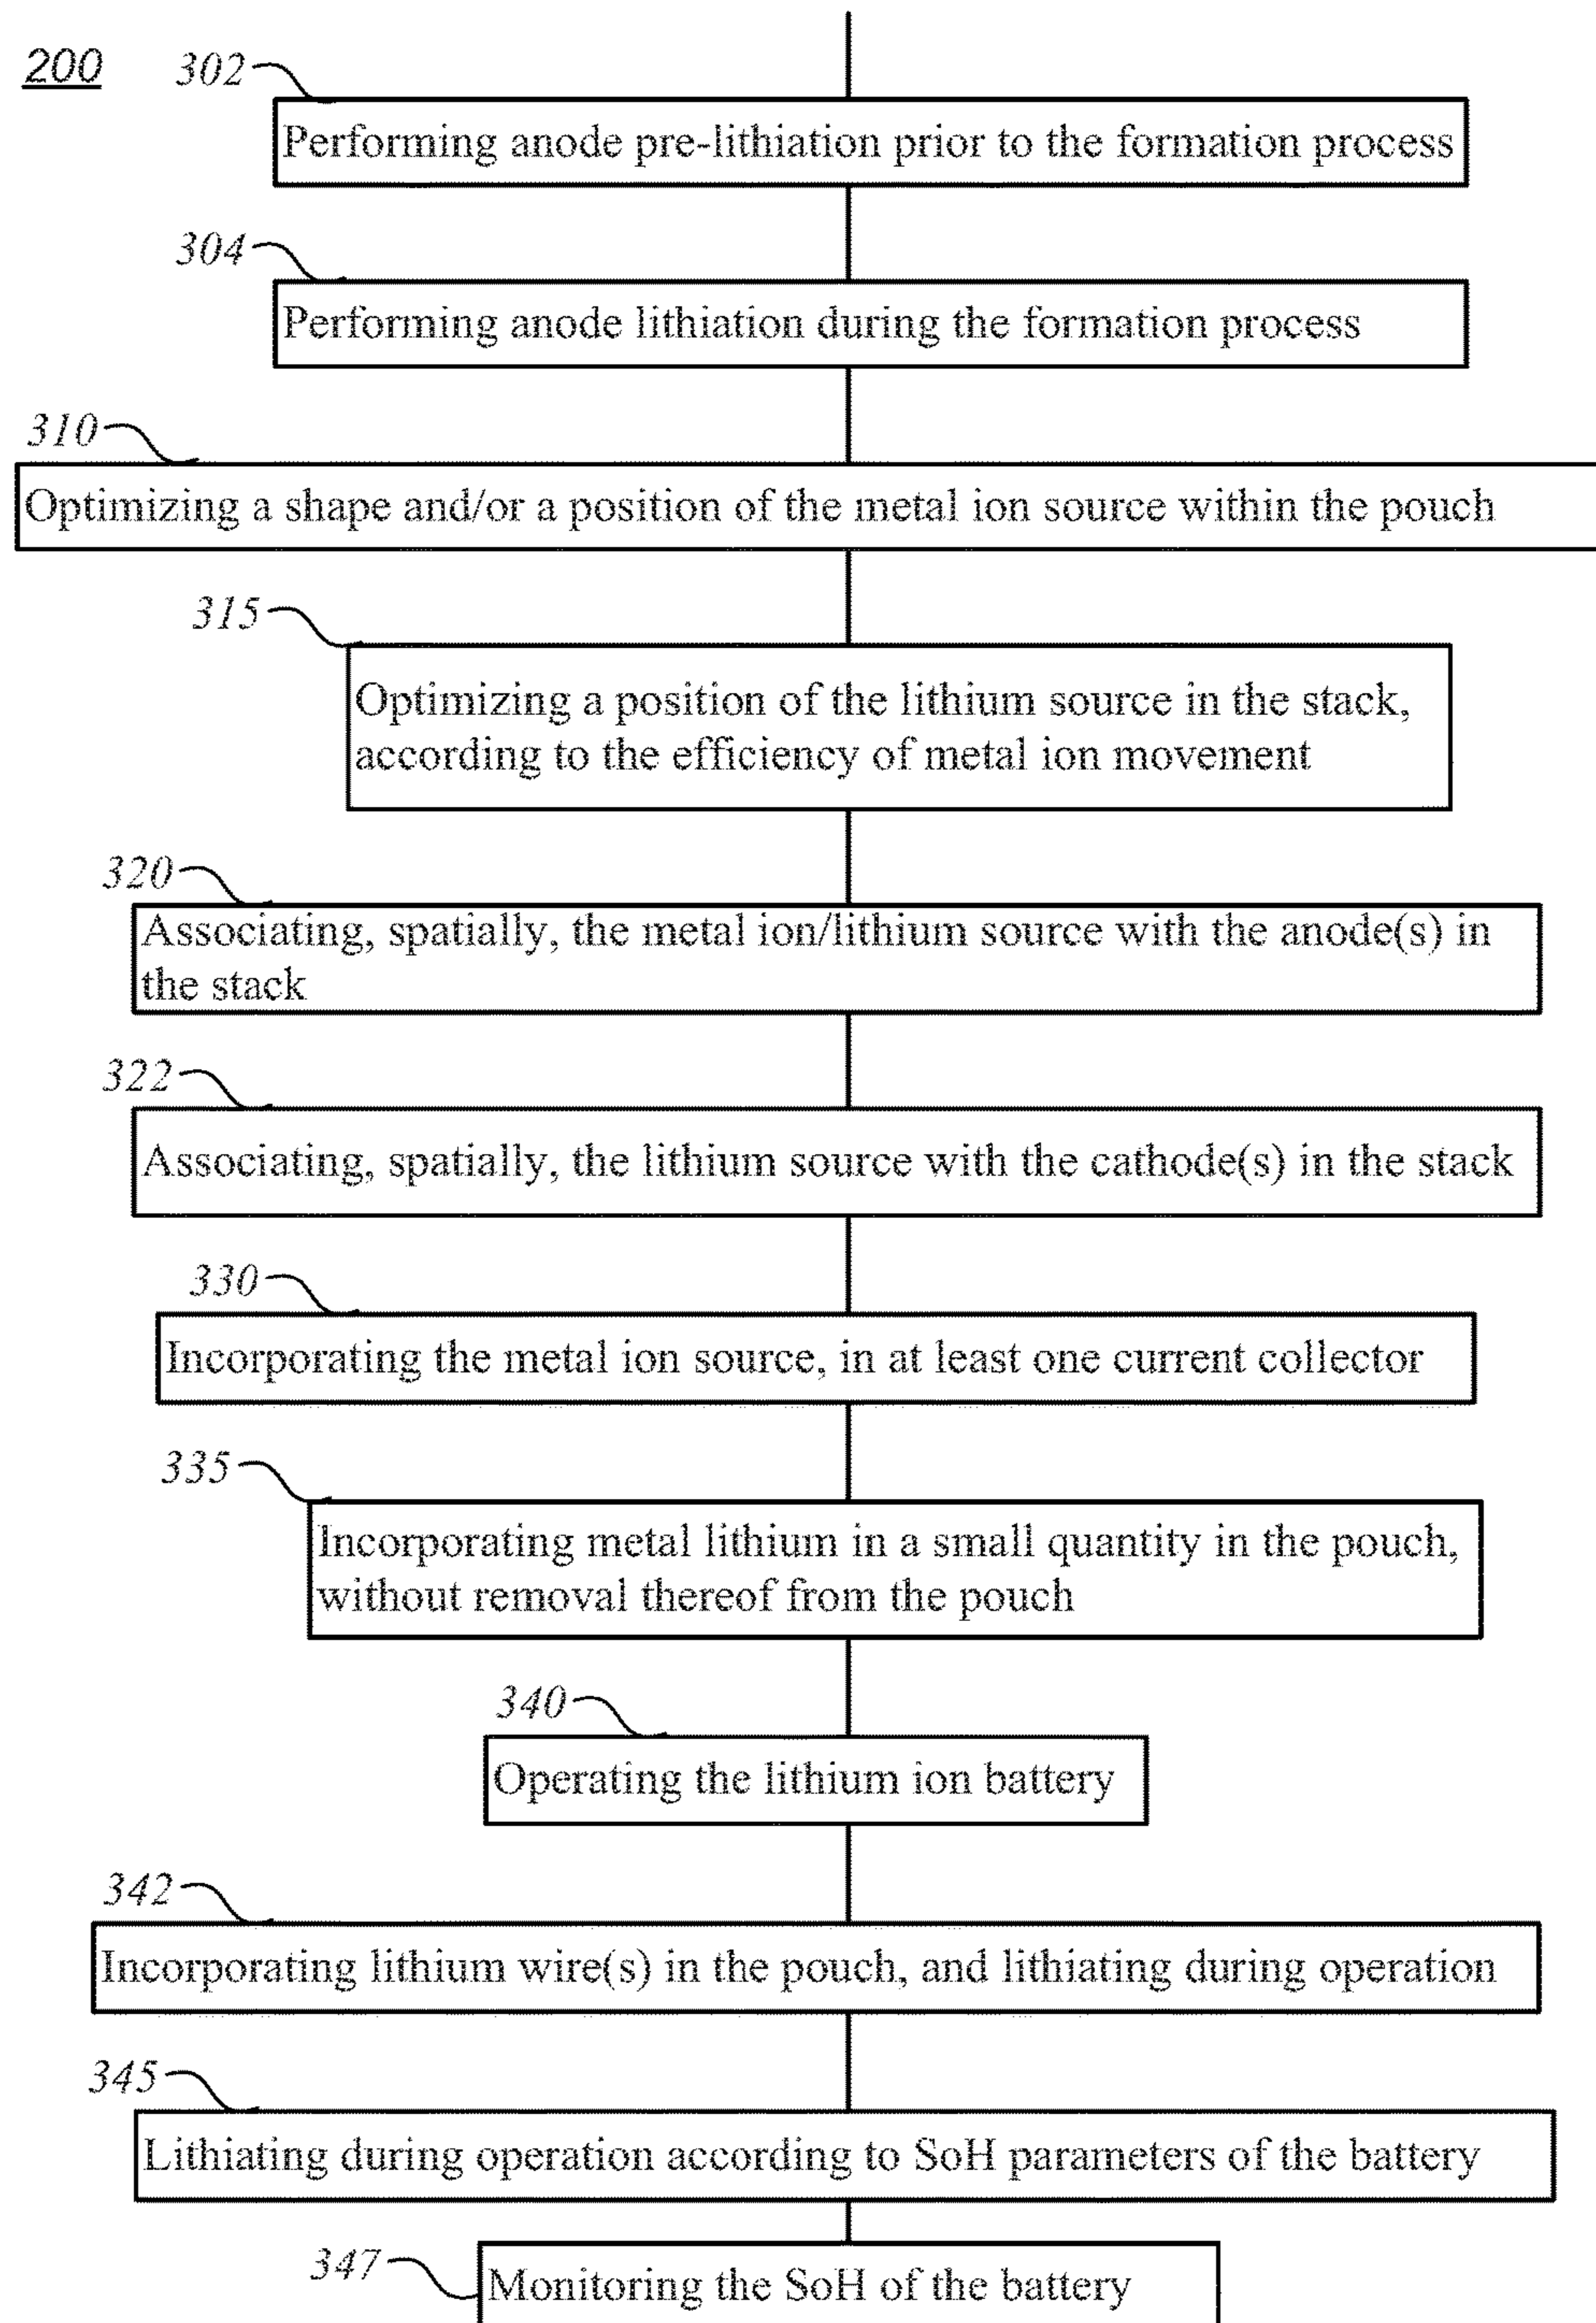 200
302
Performing anode pre-lithiation prior to the formation process
304
Performing anode lithiation during the formation process
310
Optimizing a shape and/or a position of the metal ion source within the pouch
315
Optimizing a position of the lithium source in the stack,
according to the efficiency of metal ion movement
320
Associating, spatially, the metal ion/lithium source with the anode(s) in
the stack
322
Associating, spatially, the lithium source with the cathode(s) in the stack
330
Incorporating the metal ion source, in at least one current collector
335
Incorporating metal lithium in a small quantity in the pouch,
without removal thereof from the pouch
340
Operating the lithium ion battery
342
Incorporating lithium wire(s) in the pouch, and lithiating during operation
345
Lithiating during operation according to SoH parameters of the battery
347
Monitoring the SoH of the battery